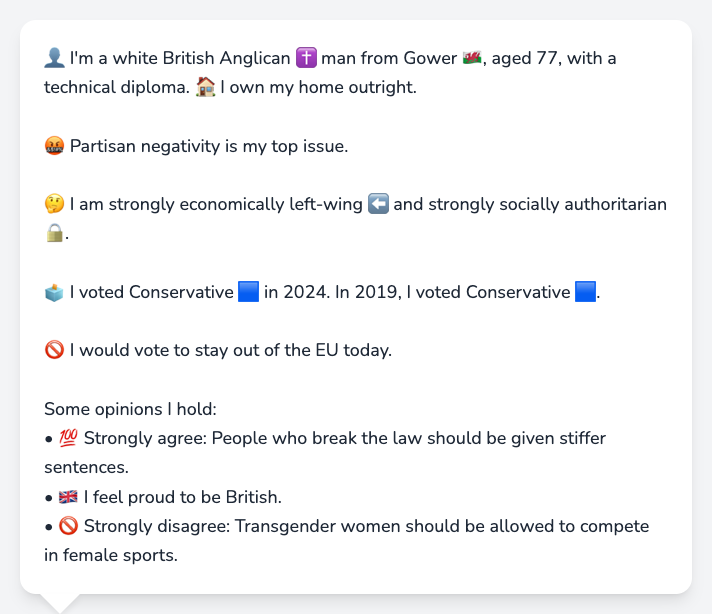 👤 I'm a white British Anglican ✝️ man from Gower 🏴󠁧󠁢󠁷󠁬󠁳󠁿, aged 77, with a
technical diploma. 🏠 I own my home outright.
🤬 Partisan negativity is my top issue.
🤔 I am strongly economically left-wing ⬅️ and strongly socially authoritarian
🔒.
🗳️ I voted Conservative 🟦 in 2024. In 2019, I voted Conservative 🟦.
🚫 I would vote to stay out of the EU today.
Some opinions I hold:
• 💯 Strongly agree: People who break the law should be given stiffer
sentences.
• 🇬🇧 I feel proud to be British.
• 🚫 Strongly disagree: Transgender women should be allowed to compete
in female sports.